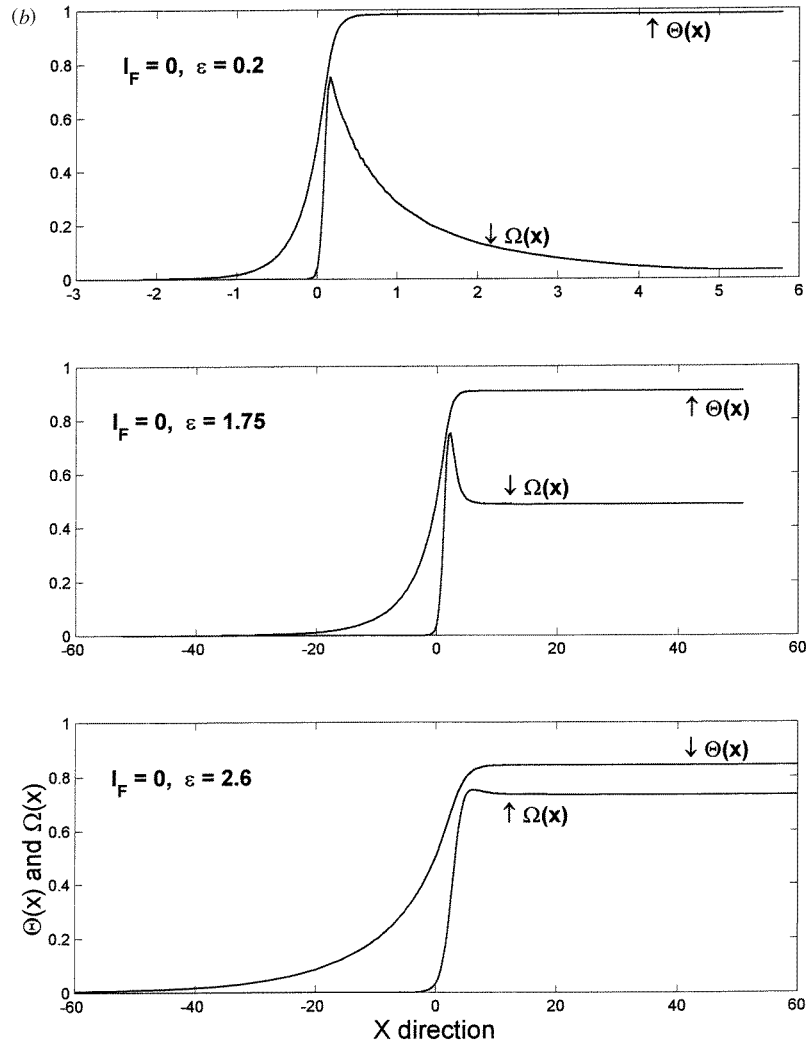 (b)
1
↑ Θ(x)
I_F = 0, ε = 0.2
0.8
0.6
0.4
0.2
↓ Ω(x)
0
-3 -2 -1 0 1 2 3 4 5 6
1
↑ Θ(x)
I_F = 0, ε = 1.75
0.8
0.6
↓ Ω(x)
0.4
0.2
0
-60 -40 -20 0 20 40 60
1
↓ Θ(x)
I_F = 0, ε = 2.6
0.8
↑ Ω(x)
0.6
0.4
0.2
0
-60 -40 -20 0 20 40 60
Θ(x) and Ω(x)
X direction